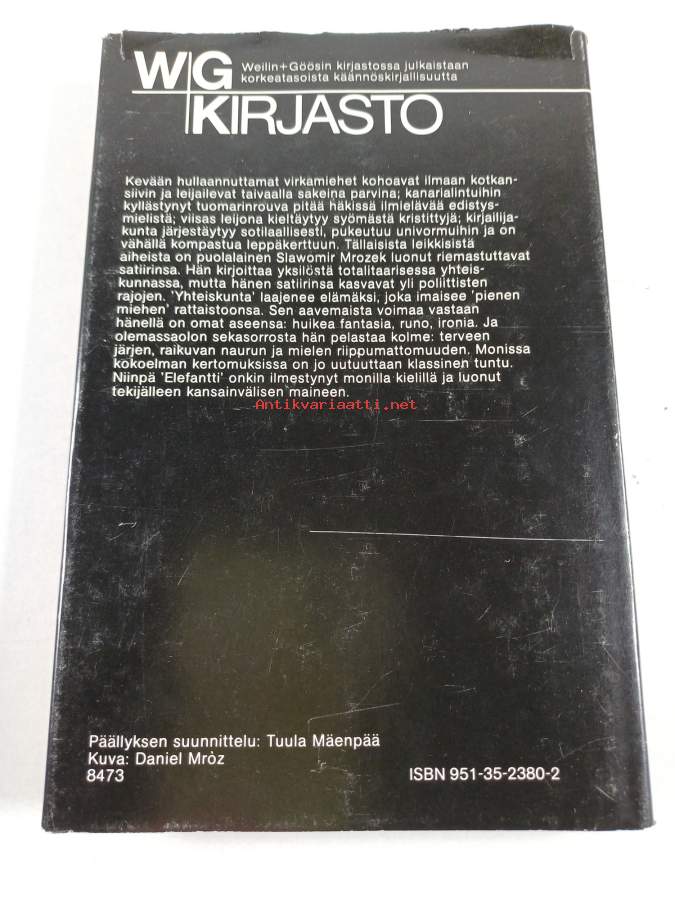 WG
Weilin+Göösin kirjastossa julkaistaan
korkeatasoista käännöskirjallisuutta
KIRJASTO
Kevään hullaannuttamat virkamiehet kohoavat ilmaan kotkan-
siivin ja leijailevat taivaalla sakeina parvina; kanarialintuihin
kyllästynyt tuomarinrouva pitää häkissä ilmielävää edistys-
mielistä; viisas leijona kieltäytyy syömästä kristittyjä; kirjailija-
kunta järjestäytyy sotilaallisesti, pukeutuu univormuihin ja on
vähällä kompastua leppäkerttuun. Tällaisista leikkisistä
aiheista on puolalainen Slawomir Mrozek luonut riemastuttavat
satiirinsa. Hän kirjoittaa yksilöstä totalitaarisessa yhteis-
kunnassa, mutta hänen satiirinsa kasvavat yli poliittisten
rajojen. 'Yhteiskunta' laajenee elämäksi, joka imaisee 'pienen
miehen' rattaistoonsa. Sen aavemaista voimaa vastaan
hänellä on omat aseensa: huikea fantasia, runo, ironia. Ja
olemassaolon sekasorrosta hän pelastaa kolme: terveen
järjen, raikuvan naurun ja mielen riippumattomuuden. Monissa
kokoelman kertomuksissa on jo uutuuttaan klassinen tuntu.
Niinpä 'Elefantti' onkin ilmestynyt monilla kielillä ja luonut
tekijälleen kansainvälisen maineen.
Antikvariaatti.net
Päällyksen suunnittelu: Tuula Mäenpää
Kuva: Daniel Mròz
8473
ISBN 951-35-2380-2